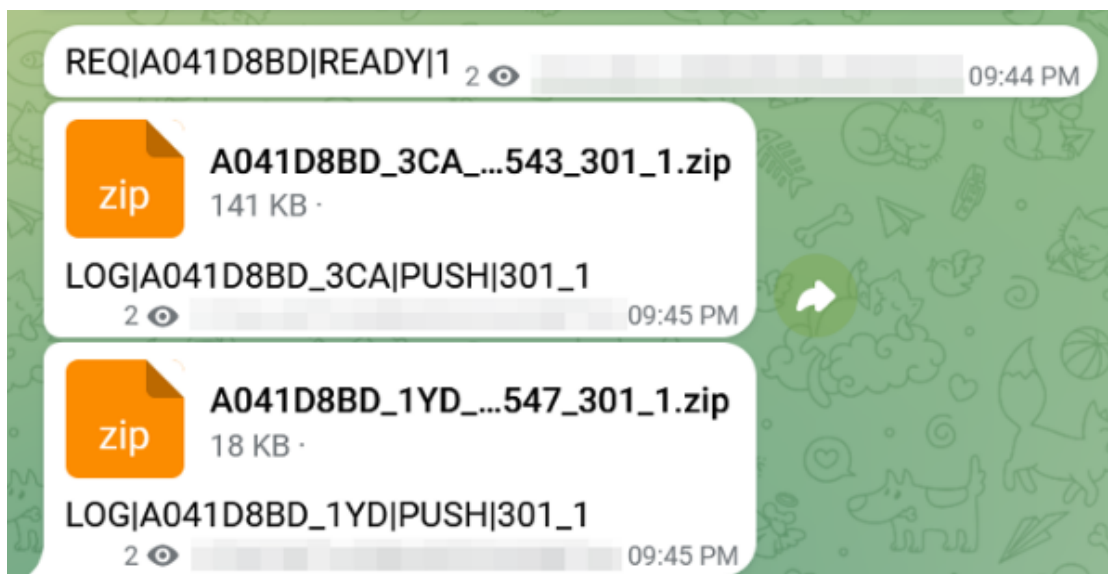 REQ|A041D8BD|READY|1
2 09:44 PM
zip
A041D8BD_3CA_...543_301_1.zip
141 KB ·
LOG|A041D8BD_3CA|PUSH|301_1
2 09:45 PM
zip
A041D8BD_1YD_...547_301_1.zip
18 KB ·
LOG|A041D8BD_1YD|PUSH|301_1
2 09:45 PM